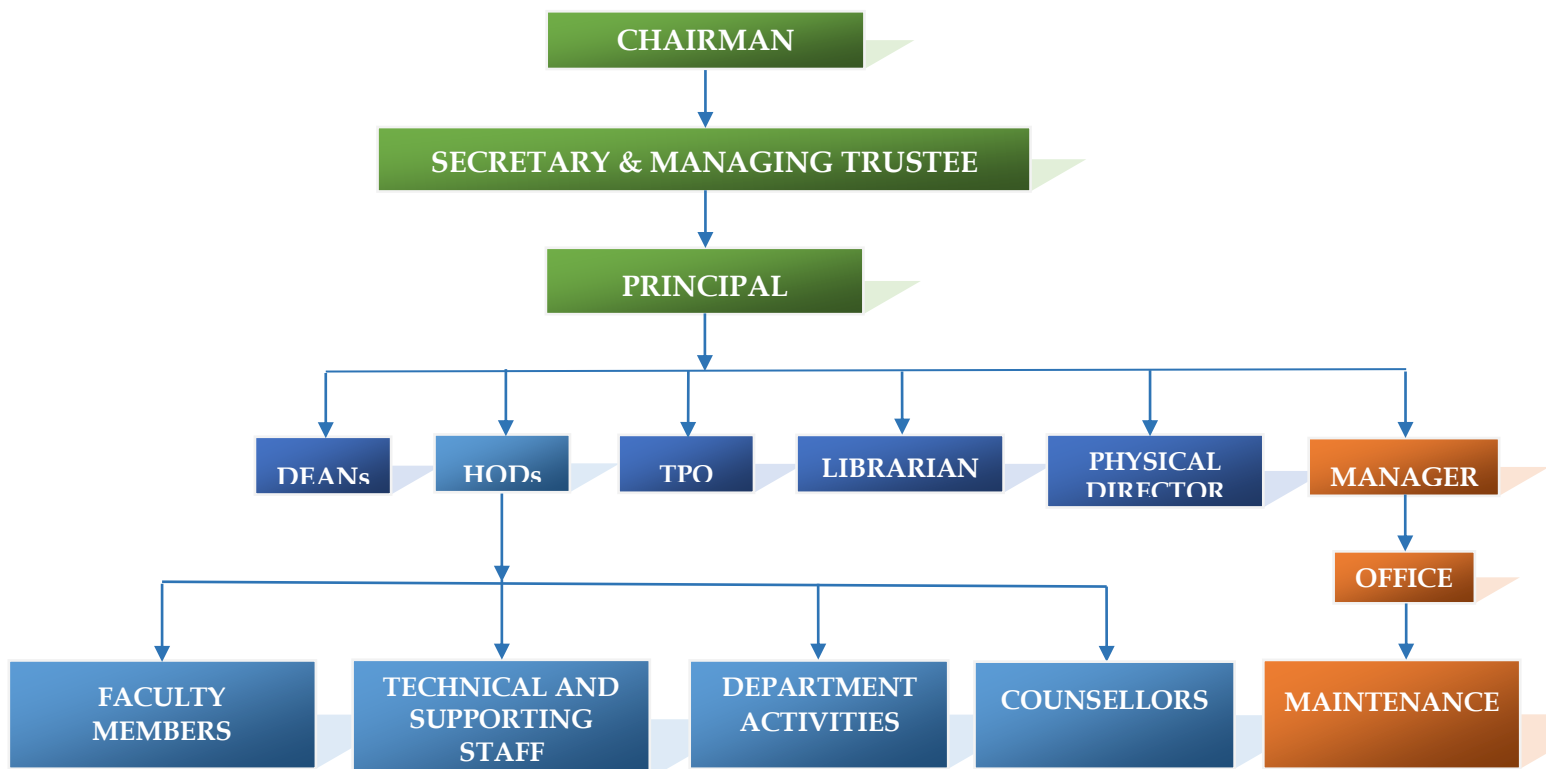 CHAIRMAN
SECRETARY & MANAGING TRUSTEE
PRINCIPAL
DEANs
HODs
TPO
LIBRARIAN
PHYSICAL
DIRECTOR
MANAGER
OFFICE
FACULTY
MEMBERS
TECHNICAL AND
SUPPORTING
STAFF
DEPARTMENT
ACTIVITIES
COUNSELLORS
MAINTENANCE